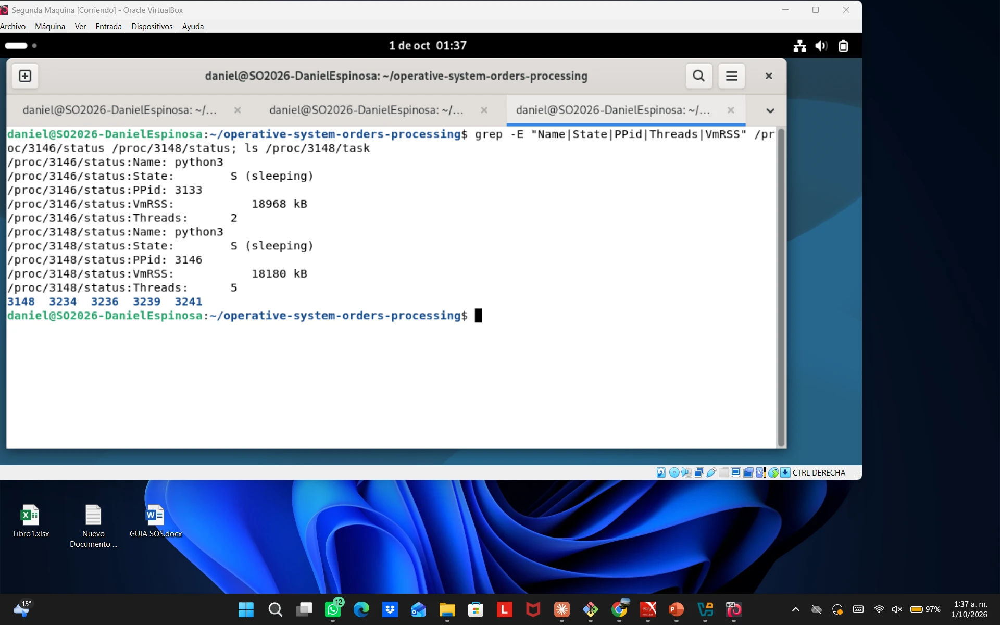 Segunda Maquina [Corriendo] - Oracle VirtualBox
Archivo Máquina Ver Entrada Dispositivos Ayuda
1 de oct 01:37
daniel@SO2026-DanielEspinosa: ~/operative-system-orders-processing
daniel@SO2026-DanielEspinosa: ~/... daniel@SO2026-DanielEspinosa: ~/... daniel@SO2026-DanielEspinosa: ~/...
daniel@SO2026-DanielEspinosa:~/operative-system-orders-processing$ grep -E "Name|State|PPid|Threads|VmRSS" /pr
oc/3146/status /proc/3148/status; ls /proc/3148/task
/proc/3146/status:Name: python3
/proc/3146/status:State: S (sleeping)
/proc/3146/status:PPid: 3133
/proc/3146/status:VmRSS: 18968 kB
/proc/3146/status:Threads: 2
/proc/3148/status:Name: python3
/proc/3148/status:State: S (sleeping)
/proc/3148/status:PPid: 3146
/proc/3148/status:VmRSS: 18180 kB
/proc/3148/status:Threads: 5
3148 3234 3236 3239 3241
daniel@SO2026-DanielEspinosa:~/operative-system-orders-processing$
CTRL DERECHA
Libro1.xlsx
Nuevo
Documento ...
GUIA SOS.docx
15°
12
97%
1:37 a. m.
1/10/2026